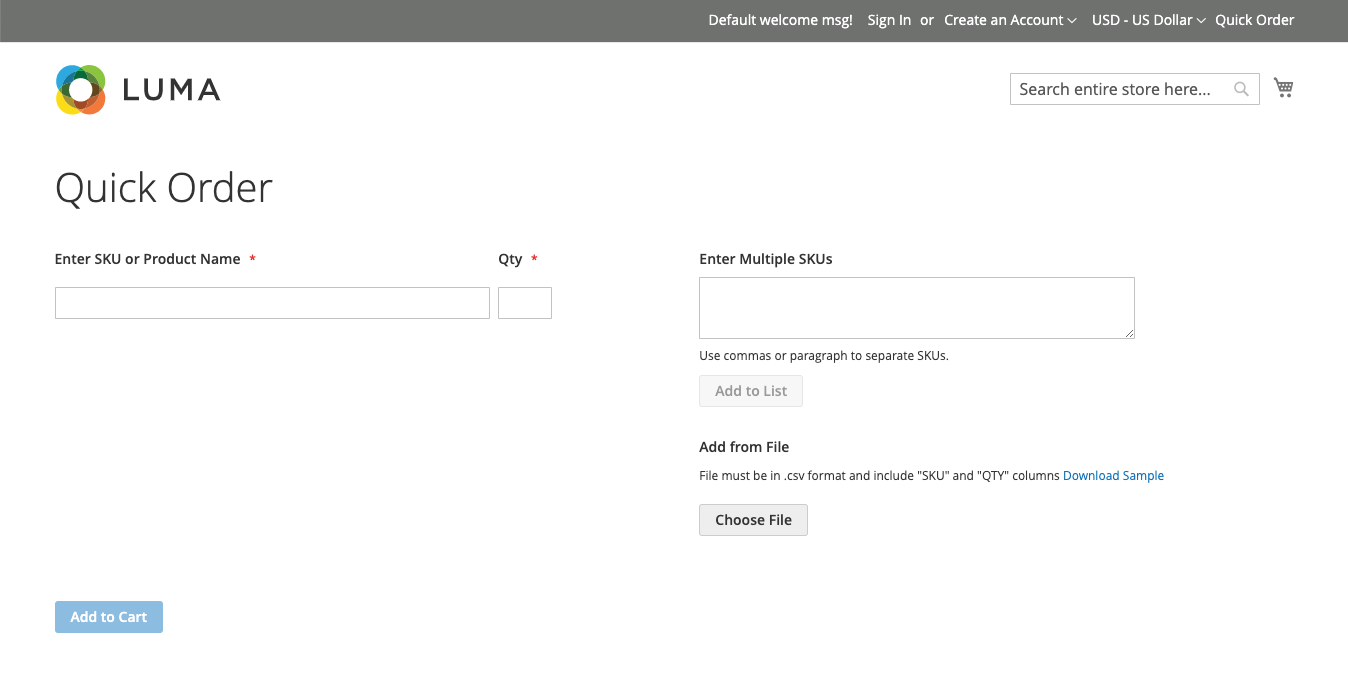 Default welcome msg! Sign In or Create an Account USD - US Dollar Quick Order
LUMA
Search entire store here...
Quick Order
Enter SKU or Product Name *
Qty *
Enter Multiple SKUs
Use commas or paragraph to separate SKUs.
Add to List
Add from File
File must be in .csv format and include "SKU" and "QTY" columns Download Sample
Choose File
Add to Cart